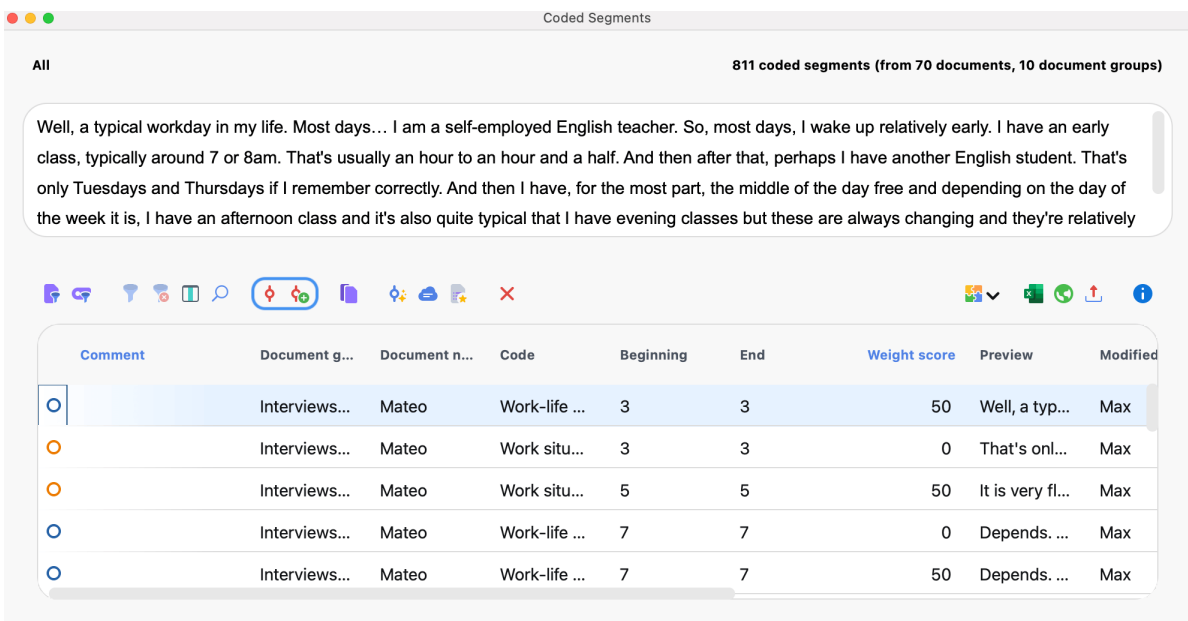 Coded Segments
All
811 coded segments (from 70 documents, 10 document groups)
Well, a typical workday in my life. Most days… I am a self-employed English teacher. So, most days, I wake up relatively early. I have an early
class, typically around 7 or 8am. That's usually an hour to an hour and a half. And then after that, perhaps I have another English student. That's
only Tuesdays and Thursdays if I remember correctly. And then I have, for the most part, the middle of the day free and depending on the day of
the week it is, I have an afternoon class and it's also quite typical that I have evening classes but these are always changing and they're relatively
Comment Document g... Document n... Code Beginning End Weight score Preview Modified
Interviews... Mateo Work-life ... 3 3 50 Well, a typ... Max
Interviews... Mateo Work situ... 3 3 0 That's onl... Max
Interviews... Mateo Work situ... 5 5 50 It is very fl... Max
Interviews... Mateo Work-life ... 7 7 0 Depends. ... Max
Interviews... Mateo Work-life ... 7 7 50 Depends. ... Max